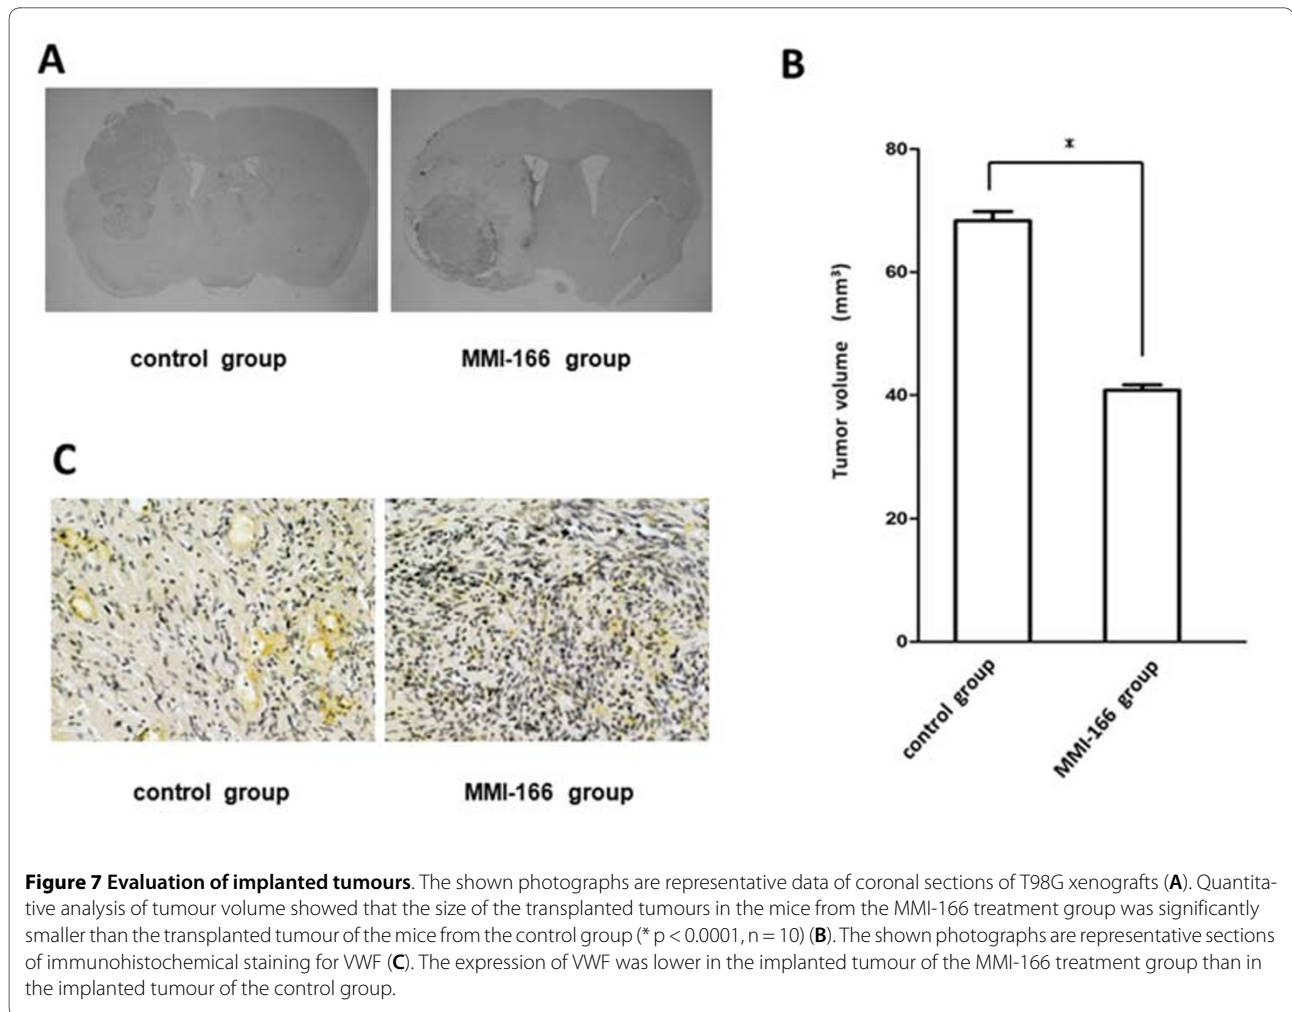 A
B
control group
MMI-166 group
*
80
60
40
20
0
Tumor volume (mm³)
control group
MMI-166 group
C
control group
MMI-166 group
Figure 7 Evaluation of implanted tumours. The shown photographs are representative data of coronal sections of T98G xenografts (A). Quantita-
tive analysis of tumour volume showed that the size of the transplanted tumours in the mice from the MMI-166 treatment group was significantly
smaller than the transplanted tumour of the mice from the control group (* p < 0.0001, n = 10) (B). The shown photographs are representative sections
of immunohistochemical staining for VWF (C). The expression of VWF was lower in the implanted tumour of the MMI-166 treatment group than in
the implanted tumour of the control group.